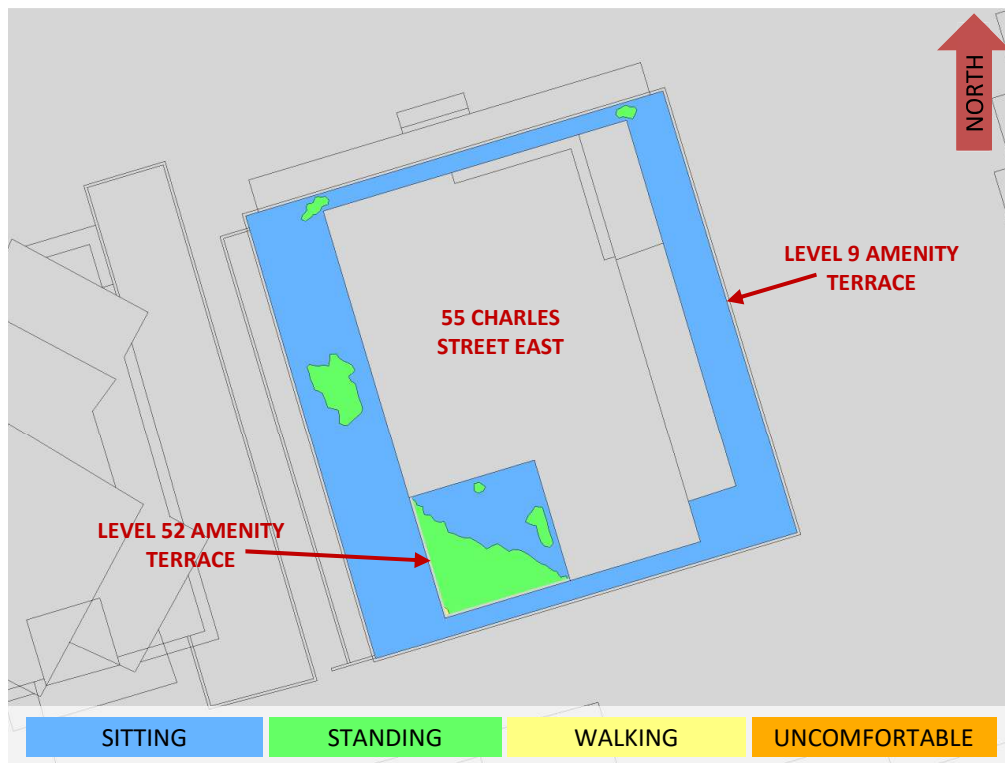 NORTH
LEVEL 9 AMENITY
TERRACE
55 CHARLES
STREET EAST
LEVEL 52 AMENITY
TERRACE
SITTING
STANDING
WALKING
UNCOMFORTABLE